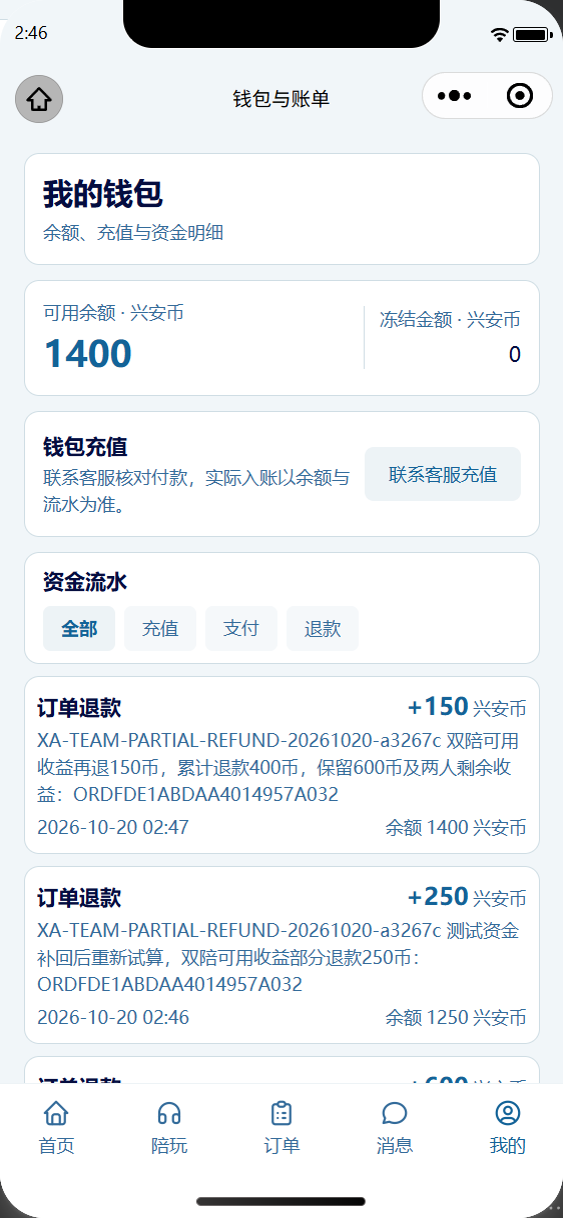 2:46
钱包与账单
我的钱包
余额、充值与资金明细
可用余额 · 兴安币
1400
冻结金额 · 兴安币
0
钱包充值
联系客服核对付款，实际入账以余额与
流水为准。
联系客服充值
资金流水
全部 充值 支付 退款
订单退款 +150 兴安币
XA-TEAM-PARTIAL-REFUND-20261020-a3267c 双陪可用
收益再退150币，累计退款400币，保留600币及两人剩余收
益：ORDFDE1ABDAA4014957A032
2026-10-20 02:47 余额 1400 兴安币
订单退款 +250 兴安币
XA-TEAM-PARTIAL-REFUND-20261020-a3267c 测试资金
补回后重新试算，双陪可用收益部分退款250币：
ORDFDE1ABDAA4014957A032
2026-10-20 02:46 余额 1250 兴安币
订单退款 +600 兴安币
首页 陪玩 订单 消息 我的